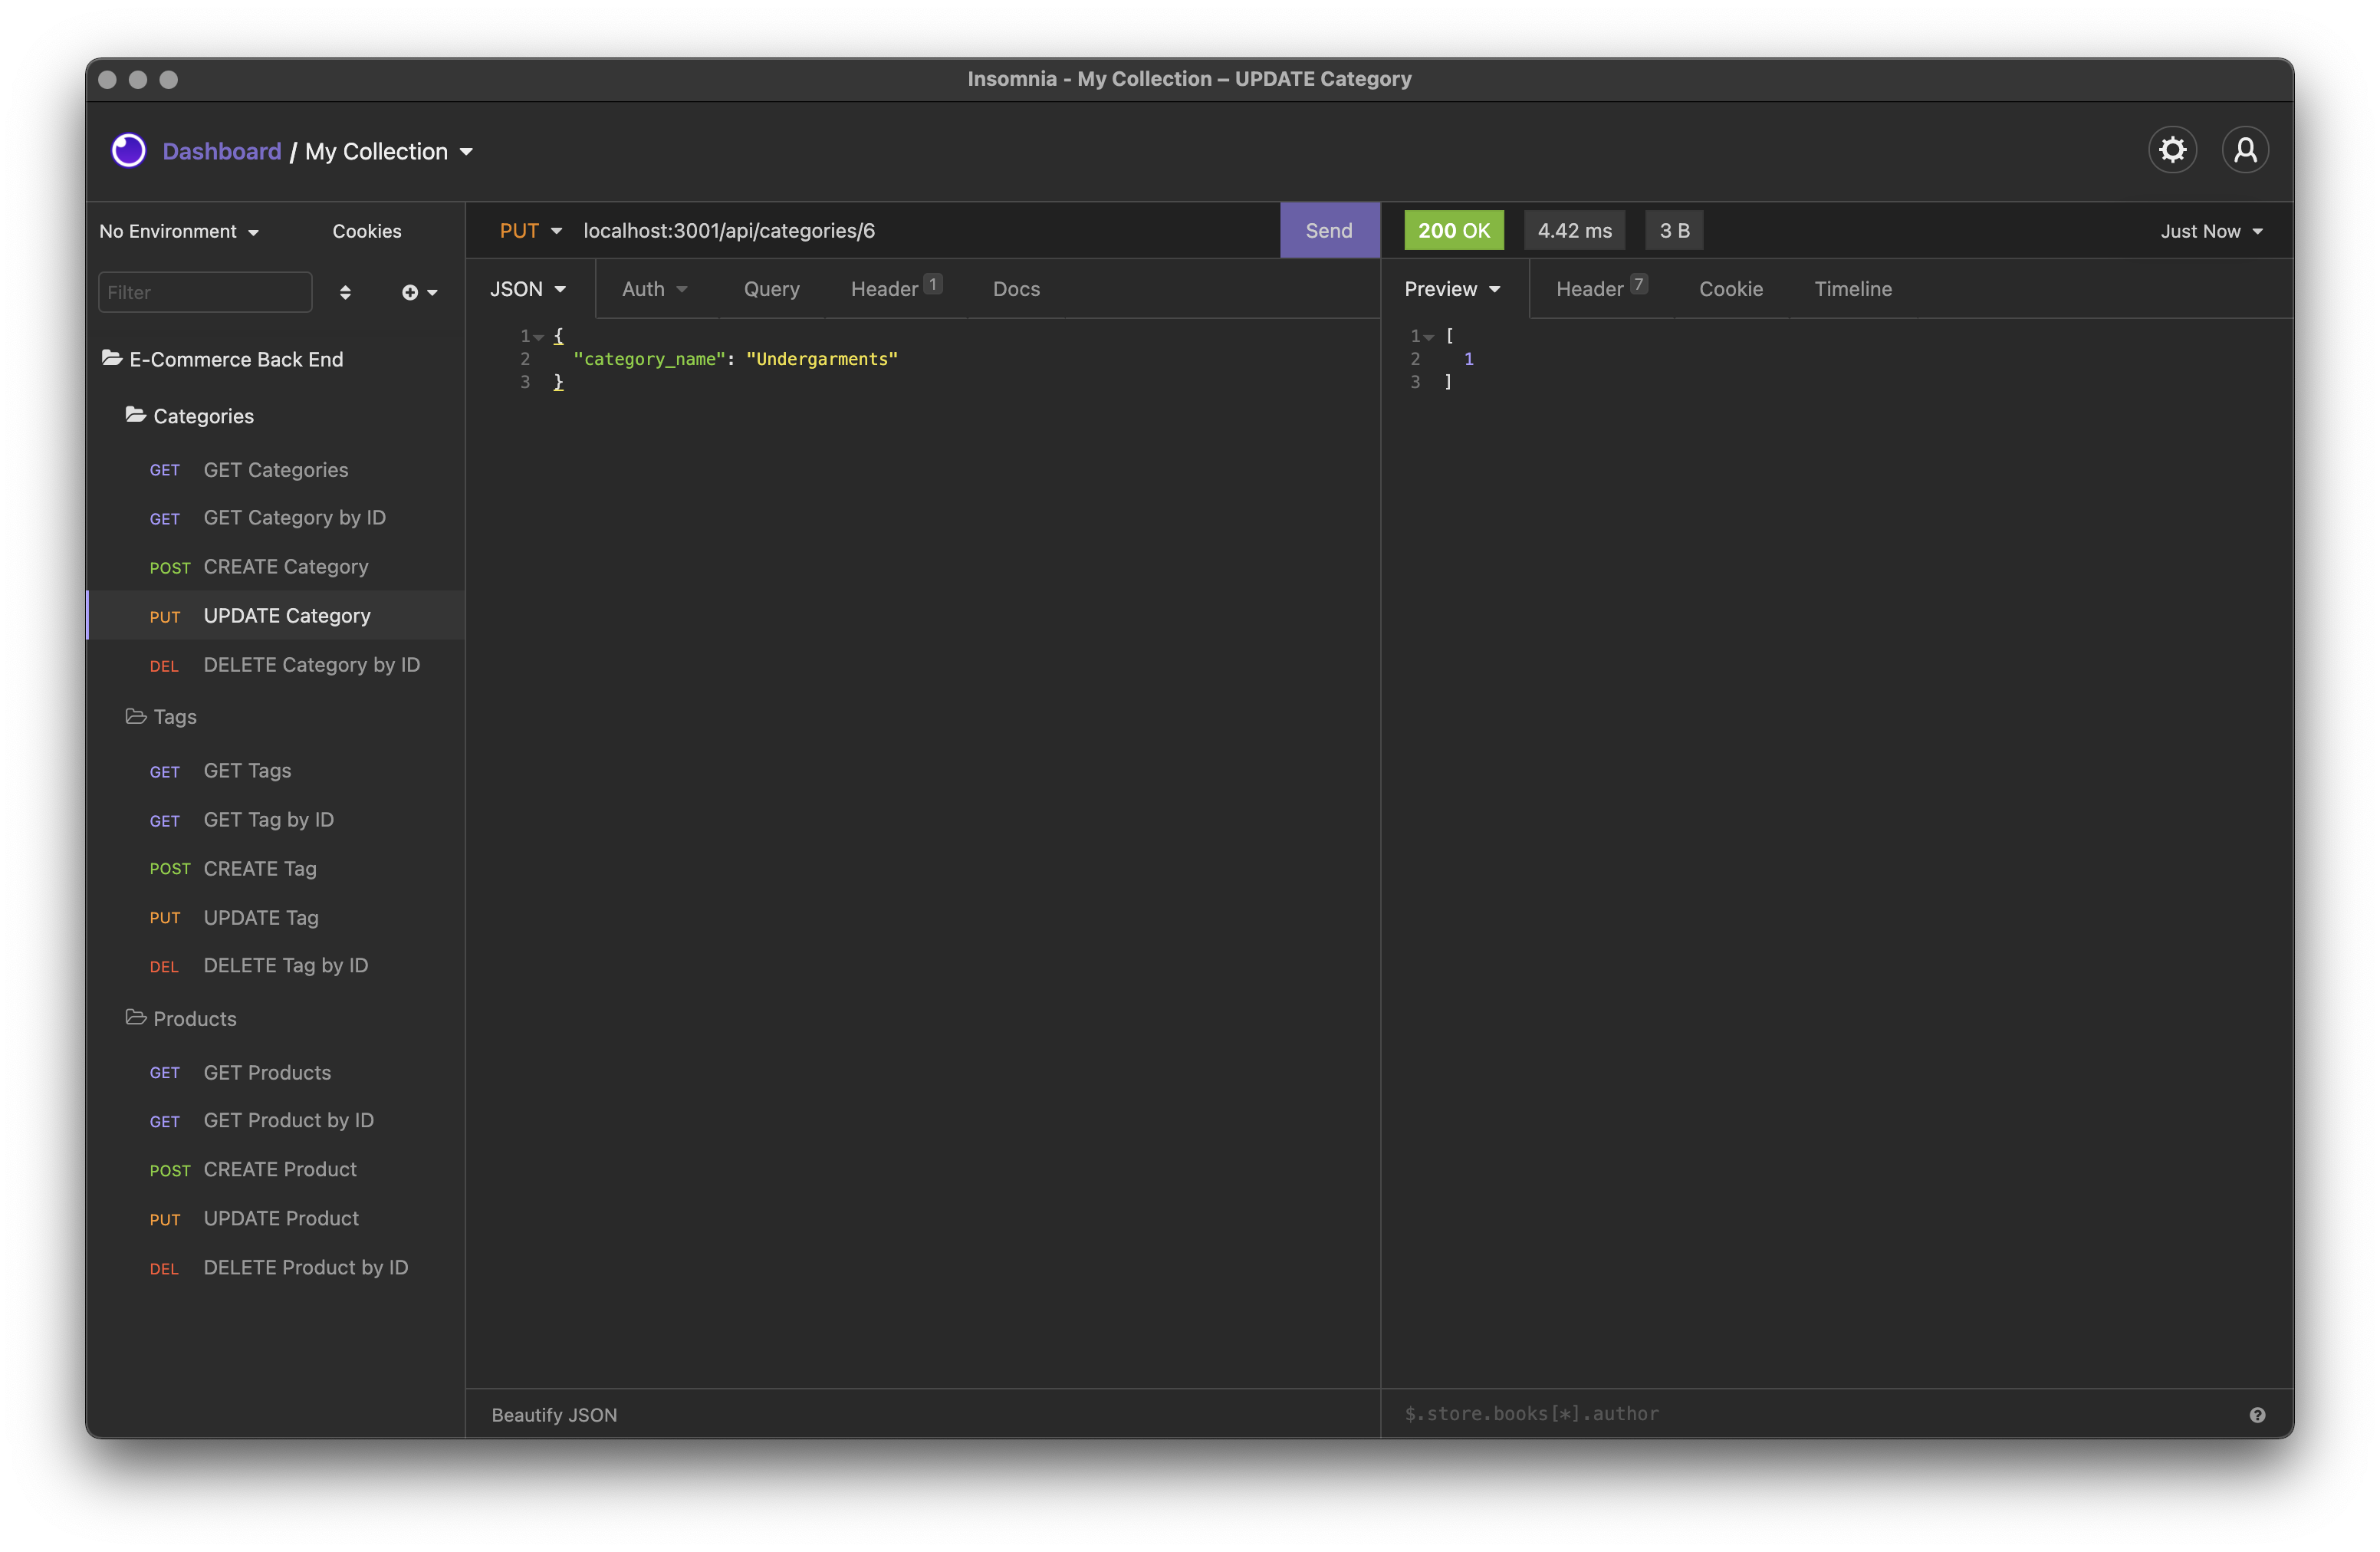 Insomnia - My Collection – UPDATE Category
Dashboard / My Collection
No Environment
Cookies
Filter
E-Commerce Back End
Categories
GET GET Categories
GET GET Category by ID
POST CREATE Category
PUT UPDATE Category
DEL DELETE Category by ID
Tags
GET GET Tags
GET GET Tag by ID
POST CREATE Tag
PUT UPDATE Tag
DEL DELETE Tag by ID
Products
GET GET Products
GET GET Product by ID
POST CREATE Product
PUT UPDATE Product
DEL DELETE Product by ID
PUT localhost:3001/api/categories/6 Send
JSON Auth Query Header 1 Docs
1 {
2 "category_name": "Undergarments"
3 }
Beautify JSON
200 OK 4.42 ms 3 B Just Now
Preview Header 7 Cookie Timeline
1 [
2 1
3 ]
$.store.books[*].author